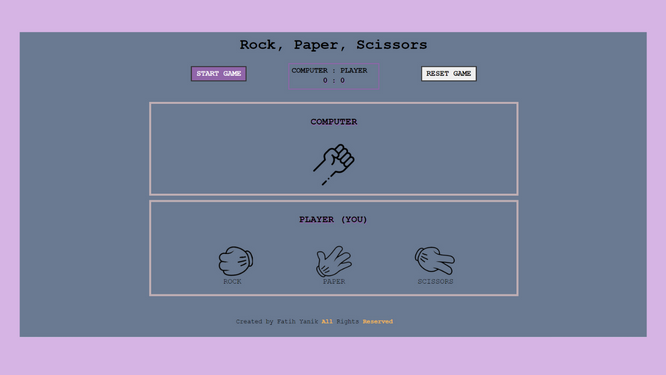 Rock, Paper, Scissors
START GAME
COMPUTER : PLAYER
0 : 0
RESET GAME
COMPUTER
PLAYER (YOU)
ROCK
PAPER
SCISSORS
Created by Fatih Yanik All Rights Reserved